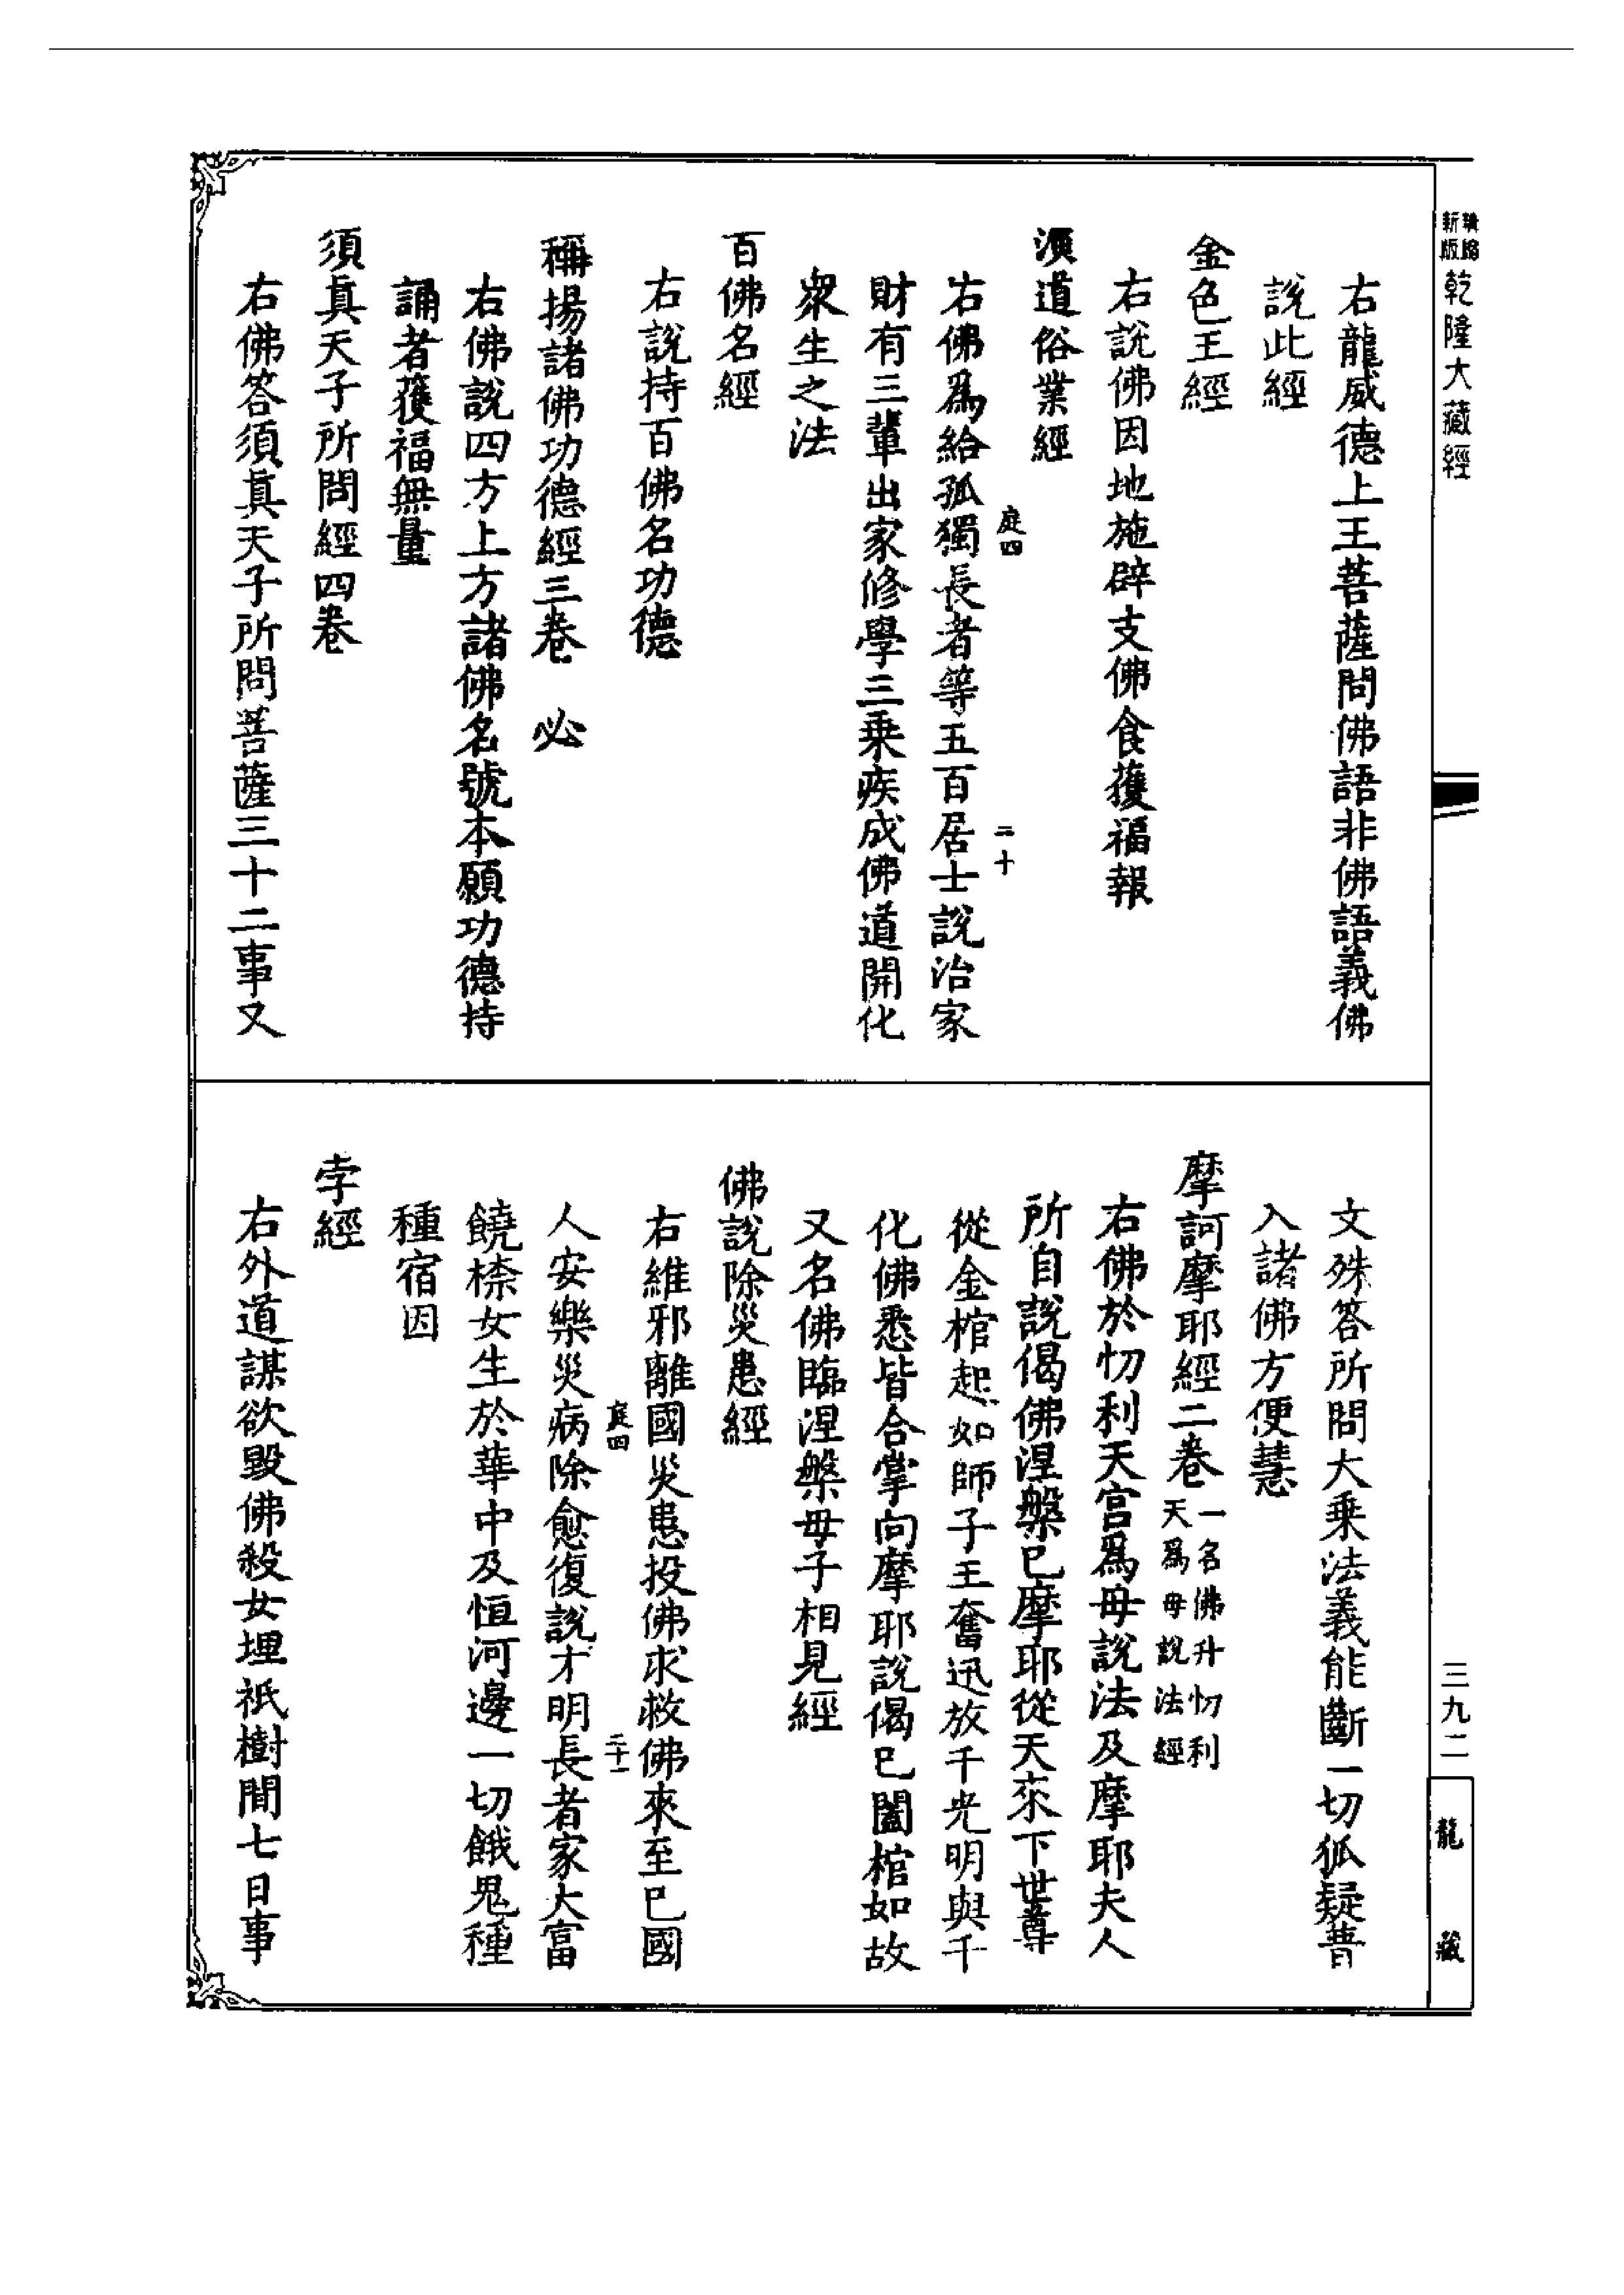 新版
乾隆大藏經
右龍威德上王菩薩問佛語非佛語義佛
說此經
金色王經
右說佛因地施辟支佛食獲福報
演道俗業經
庭四
二十
右佛為給孤獨長者等五百居士說治家
財有三輩出家修學三乗疾成佛道開化
衆生之法
百佛名經
右說持百佛名功德
稱揚諸佛功德經三卷 必
右佛說四方上方諸佛名號本願功德持
誦者獲福無量
須真天子所問經四卷
右佛答須真天子所問菩薩三十二事又
文殊答所問大乗法義能斷一切狐疑普
入諸佛方便慧
摩訶摩耶經二卷
一名佛升忉利
天為母說法經
右佛於忉利天宫為母說法及摩耶夫人
所自說偈佛涅槃巳摩耶從天來下世尊
從金棺起如師子王奮迅放千光明與千
化佛悉皆合掌向摩耶說偈巳闔棺如故
又名佛臨涅槃母子相見經
佛說除災患經
右維邪離國災患投佛求救佛來至巳國
庭四
二十一
人安樂災病除愈復說才明長者家大富
饒㮈女生於華中及恒河邊一切餓鬼種
種宿因
孛經
右外道謀欲毀佛殺女埋祇樹間七日事
三九二
龍
藏